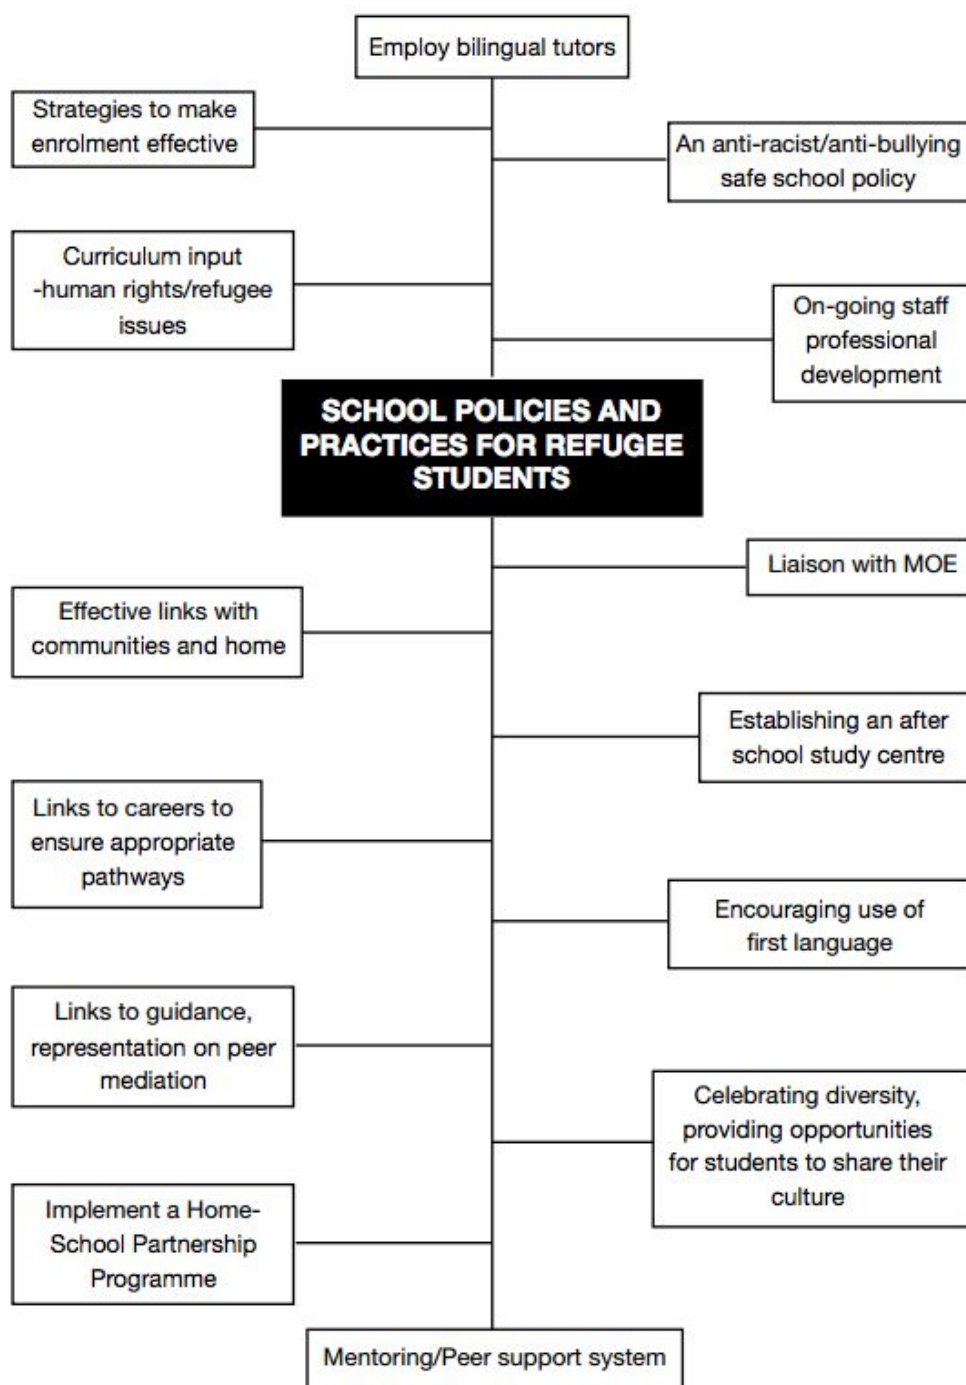 Employ bilingual tutors
Strategies to make
enrolment effective
An anti-racist/anti-bullying
safe school policy
Curriculum input
-human rights/refugee
issues
On-going staff
professional
development
SCHOOL POLICIES AND
PRACTICES FOR REFUGEE
STUDENTS
Liaison with MOE
Effective links with
communities and home
Establishing an after
school study centre
Links to careers to
ensure appropriate
pathways
Encouraging use of
first language
Links to guidance,
representation on peer
mediation
Celebrating diversity,
providing opportunities
for students to share their
culture
Implement a Home-
School Partnership
Programme
Mentoring/Peer support system